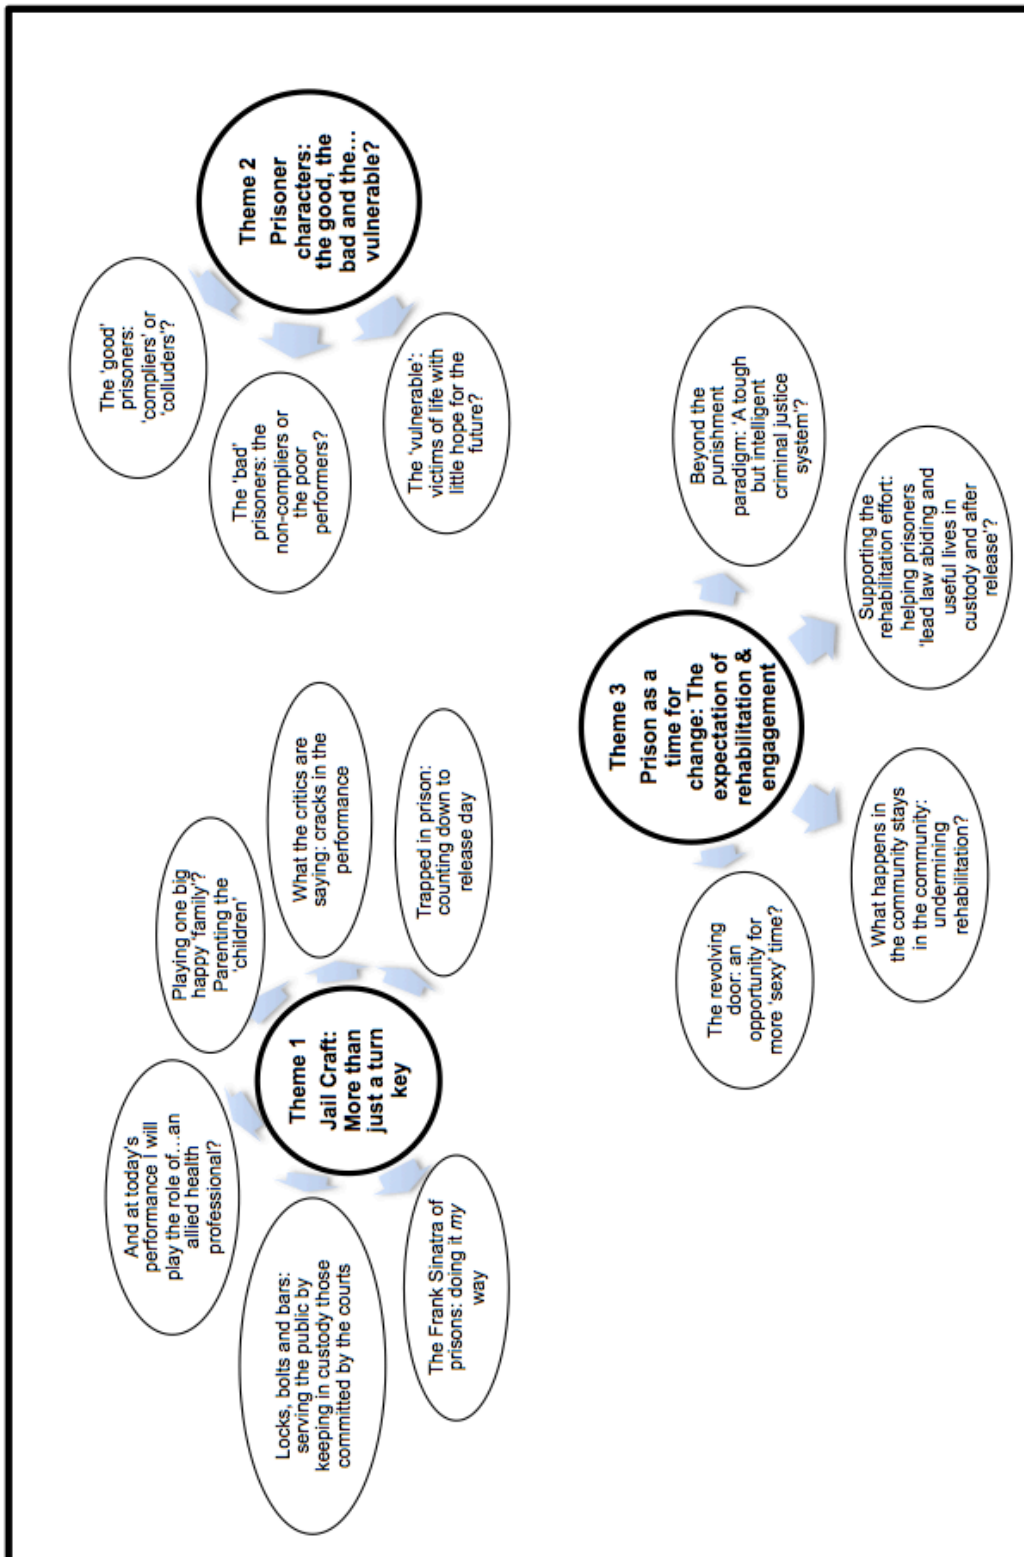 And at today's
performance I will
play the role of…an
allied health
professional?
Playing one big
happy 'family'?
Parenting the
'children'
Locks, bolts and bars:
serving the public by
keeping in custody those
committed by the courts
Theme 1
Jail Craft:
More than
just a turn
key
What the critics are
saying: cracks in the
performance
The Frank Sinatra of
prisons: doing it my
way
Trapped in prison:
counting down to
release day
The 'good'
prisoners:
'compliers' or
'colluders'?
The 'bad'
prisoners: the
non-compliers or
the poor
performers?
Theme 2
Prisoner
characters:
the good, the
bad and the…
vulnerable?
The 'vulnerable':
victims of life with
little hope for the
future?
Theme 3
Prison as a
time for
change: The
expectation of
rehabilitation &
engagement
The revolving
door: an
opportunity for
more 'sexy' time?
Beyond the
punishment
paradigm: 'A tough
but intelligent
criminal justice
system'?
What happens in
the community stays
in the community:
undermining
rehabilitation?
Supporting the
rehabilitation effort:
helping prisoners
'lead law abiding and
useful lives in
custody and after
release'?